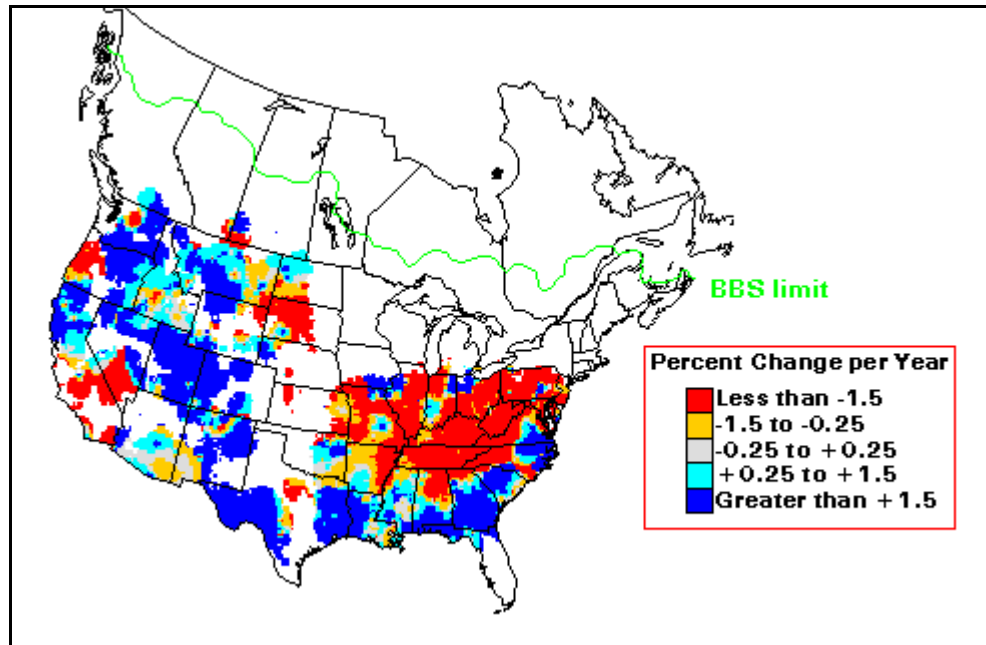 BBS limit
Percent Change per Year
Less than -1.5
-1.5 to -0.25
-0.25 to +0.25
+0.25 to +1.5
Greater than +1.5